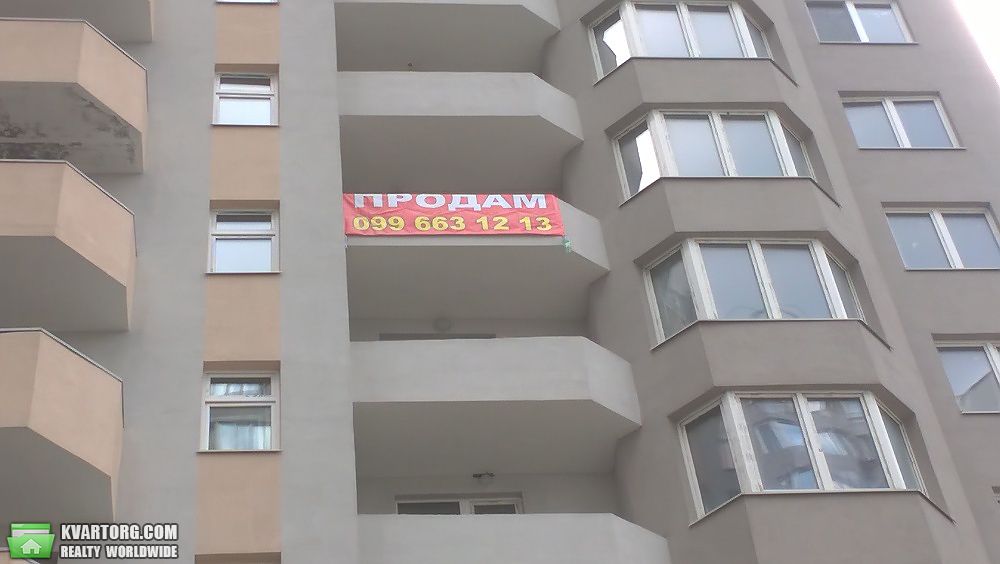 ПРОДАМ
099 663 12 13
KVARTORG.COM
REALTY WORLDWIDE